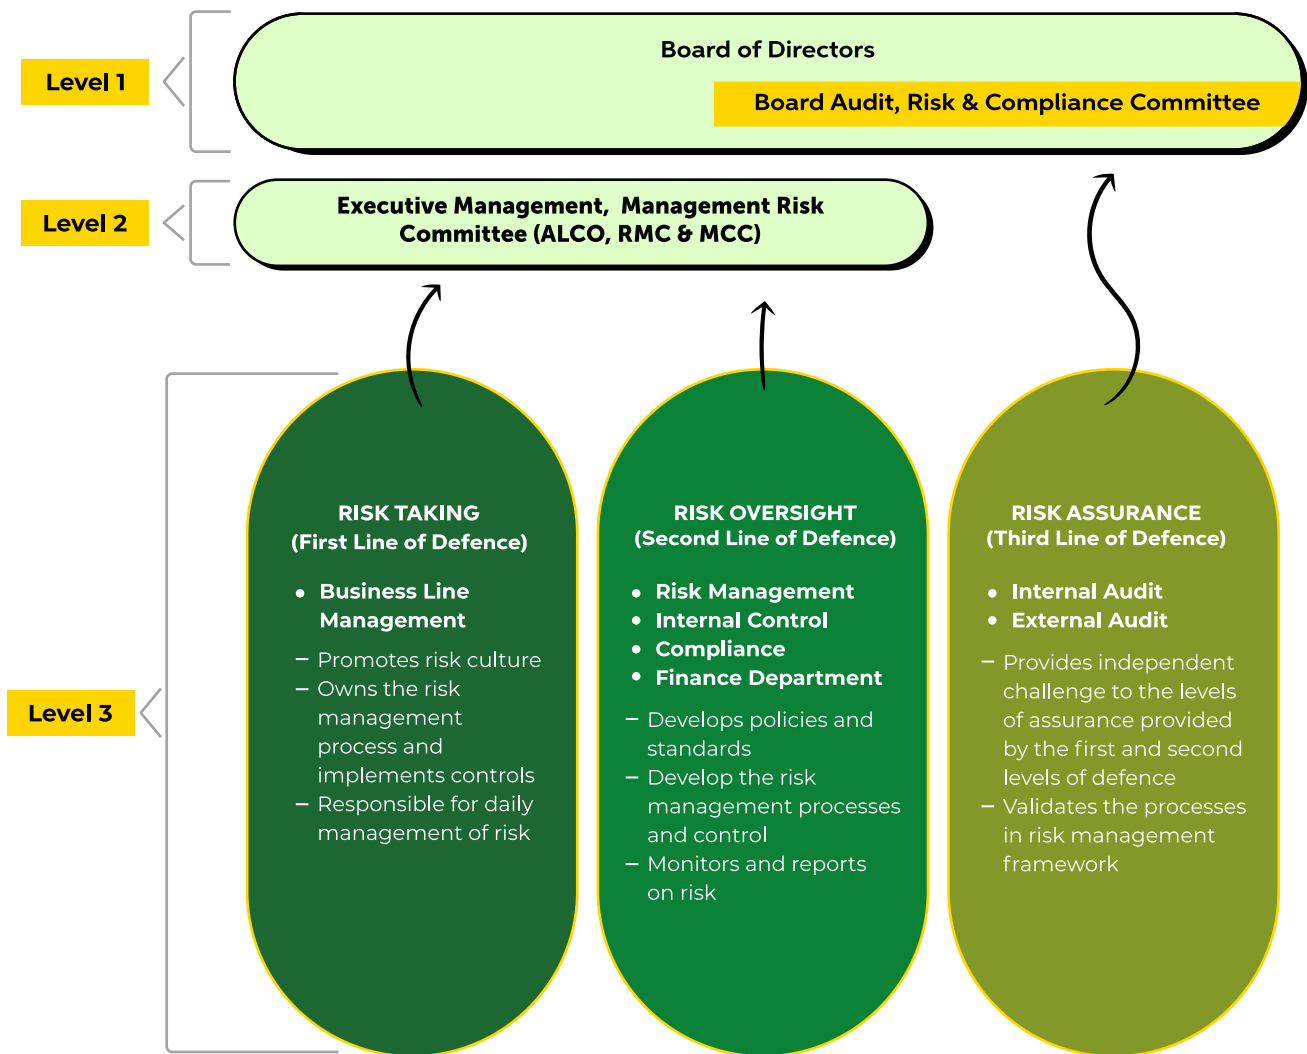 Level 1
Board of Directors
Board Audit, Risk & Compliance Committee
Level 2
Executive Management, Management Risk
Committee (ALCO, RMC & MCC)
Level 3
RISK TAKING
(First Line of Defence)
• Business Line
Management
– Promotes risk culture
– Owns the risk
management
process and
implements controls
– Responsible for daily
management of risk
RISK OVERSIGHT
(Second Line of Defence)
• Risk Management
• Internal Control
• Compliance
• Finance Department
– Develops policies and
standards
– Develop the risk
management processes
and control
– Monitors and reports
on risk
RISK ASSURANCE
(Third Line of Defence)
• Internal Audit
• External Audit
– Provides independent
challenge to the levels
of assurance provided
by the first and second
levels of defence
– Validates the processes
in risk management
framework